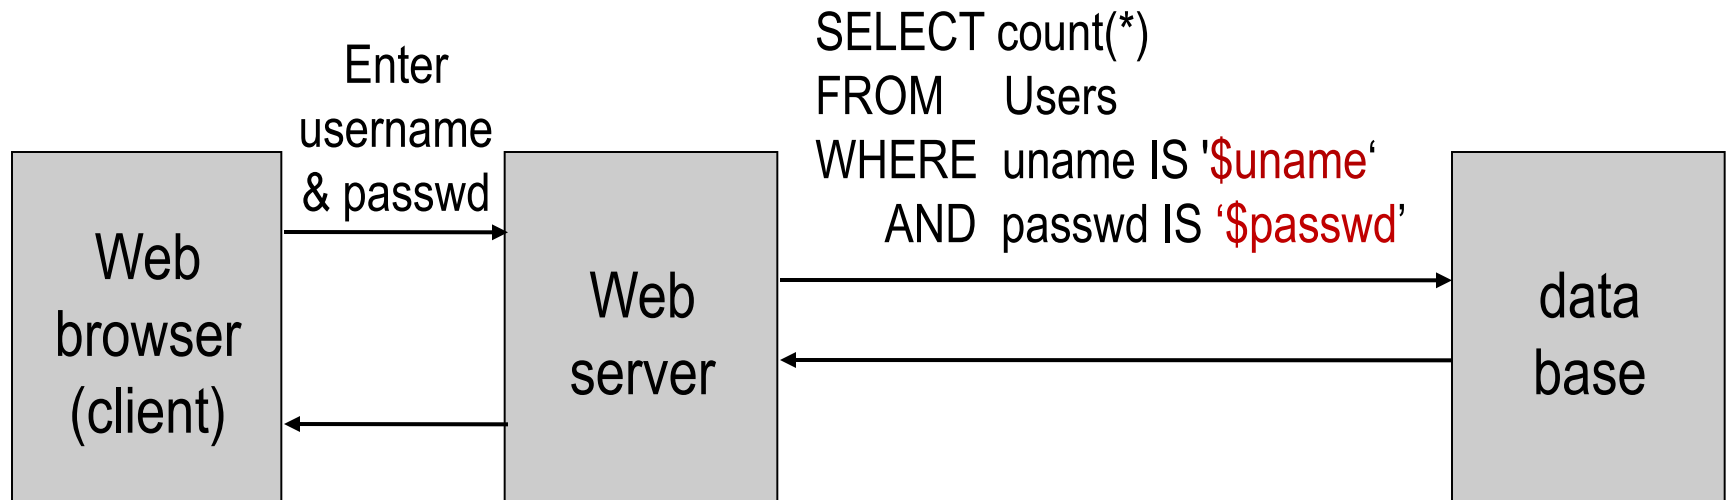 Enter
username
& passwd
SELECT count(*)
FROM Users
WHERE uname IS '$uname‘
AND passwd IS ‘$passwd’
Web
browser
(client)
Web
server
data
base